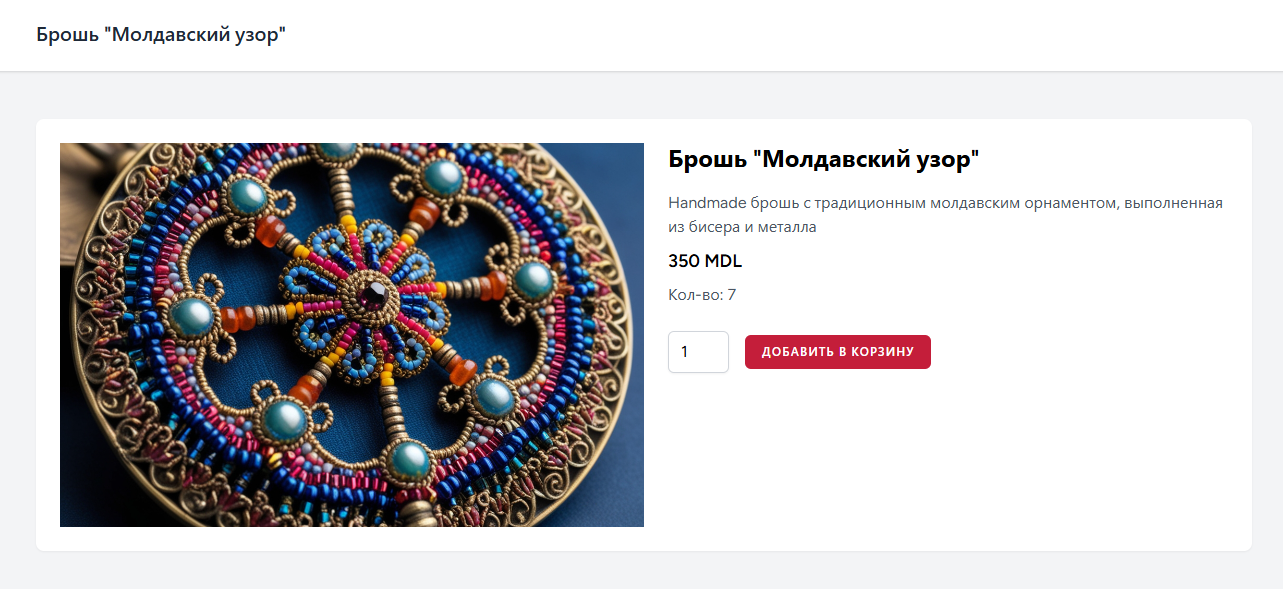 Брошь "Молдавский узор"
Брошь "Молдавский узор"
Handmade брошь с традиционным молдавским орнаментом, выполненная
из бисера и металла
350 MDL
Кол-во: 7
1
ДОБАВИТЬ В КОРЗИНУ